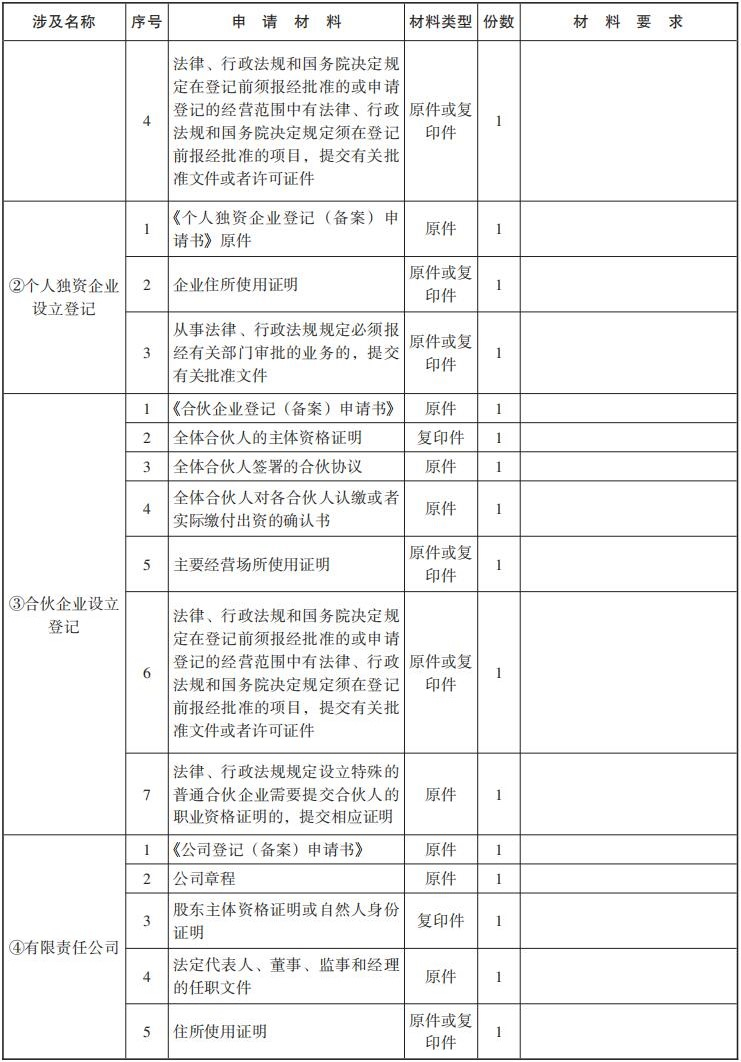 涉及名称 序号 申 请 材 料 材料类型 份数 材 料 要 求
法律、行政法规和国务院决定规
定在登记前须报经批准的或申请
登记的经营范围中有法律、行政
法规和国务院决定规定须在登记
前报经批准的项目，提交有关批
准文件或者许可证件
4
原件或复
印件
1
②个人独资企业
设立登记
1
《个人独资企业登记（备案）申
请书》原件
原件
1
2
企业住所使用证明
原件或复
印件
1
3
从事法律、行政法规规定必须报
经有关部门审批的业务的，提交
有关批准文件
原件或复
印件
1
③合伙企业设立
登记
1 《合伙企业登记（备案）申请书》 原件 1
2 全体合伙人的主体资格证明 复印件 1
3 全体合伙人签署的合伙协议 原件 1
4
全体合伙人对各合伙人认缴或者
实际缴付出资的确认书
原件
1
5
主要经营场所使用证明
原件或复
印件
1
6
法律、行政法规和国务院决定规
定在登记前须报经批准的或申请
登记的经营范围中有法律、行政
法规和国务院决定规定须在登记
前报经批准的项目，提交有关批
准文件或者许可证件
原件或复
印件
1
7
法律、行政法规规定设立特殊的
普通合伙企业需要提交合伙人的
职业资格证明的，提交相应证明
原件
1
④有限责任公司
1 《公司登记（备案）申请书》 原件 1
2 公司章程 原件 1
3
股东主体资格证明或自然人身份
证明
复印件
1
4
法定代表人、董事、监事和经理
的任职文件
原件
1
5
住所使用证明
原件或复
印件
1